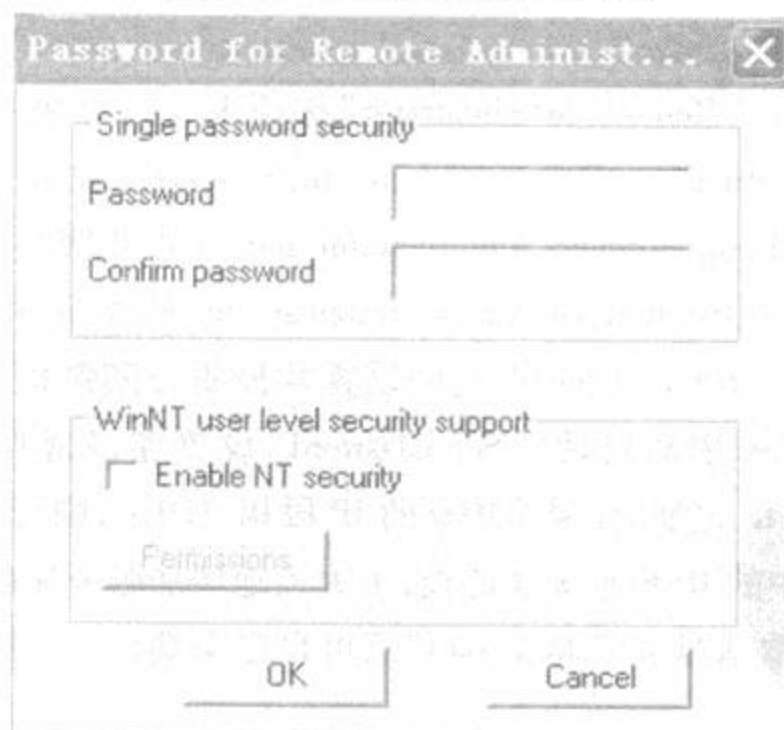 Password for Remote Administ...
Single password security
Password
Confirm password
WinNT user level security support
Enable NT security
Permissions
OK
Cancel